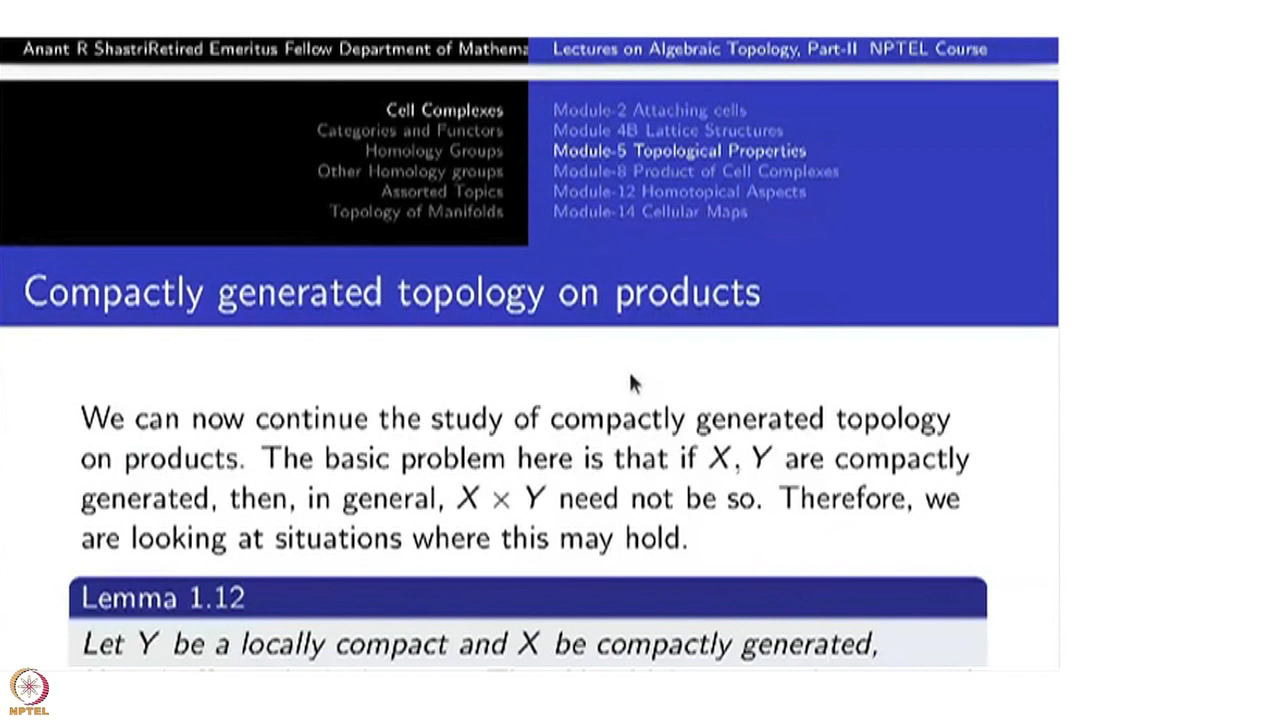 Anant R ShastriRetired Emeritus Fellow Department of Mathema
Lectures on Algebraic Topology, Part-II NPTEL Course
Cell Complexes
Categories and Functors
Homology Groups
Other Homology groups
Assorted Topics
Topology of Manifolds
Module-2 Attaching cells
Module 4B Lattice Structures
Module-5 Topological Properties
Module-8 Product of Cell Complexes
Module-12 Homotopical Aspects
Module-14 Cellular Maps
Compactly generated topology on products
We can now continue the study of compactly generated topology
on products. The basic problem here is that if X, Y are compactly
generated, then, in general, X × Y need not be so. Therefore, we
are looking at situations where this may hold.
Lemma 1.12
Let Y be a locally compact and X be compactly generated,
NPTEL